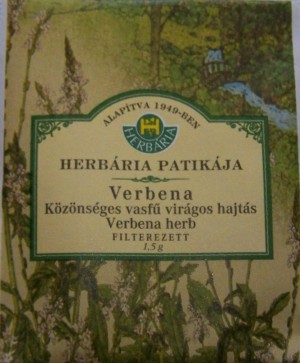 ALAPÍTVA 1949-BEN
HERBÁRIA
HERBÁRIA PATIKÁJA
Verbena
Közönséges vasfű virágos hajtás
Verbena herb
FILTEREZETT
1,5 g